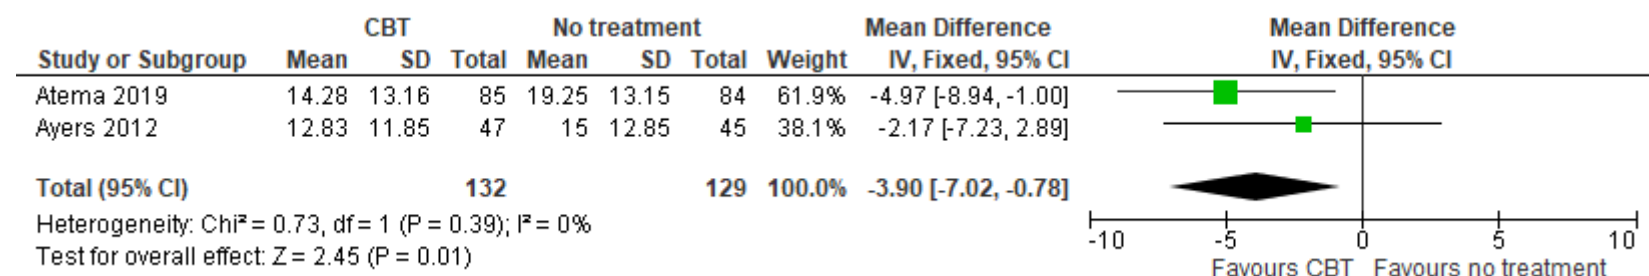 CBT No treatment Mean Difference Mean Difference
Study or Subgroup Mean SD Total Mean SD Total Weight IV, Fixed, 95% CI IV, Fixed, 95% CI
Atema 2019 14.28 13.16 85 19.25 13.15 84 61.9% -4.97 [-8.94, -1.00]
Ayers 2012 12.83 11.85 47 15 12.85 45 38.1% -2.17 [-7.23, 2.89]
Total (95% CI) 132 129 100.0% -3.90 [-7.02, -0.78]
Heterogeneity: Chi² = 0.73, df = 1 (P = 0.39); I² = 0%
Test for overall effect: Z = 2.45 (P = 0.01)
-10 -5 0 5 10
Favours CBT Favours no treatment